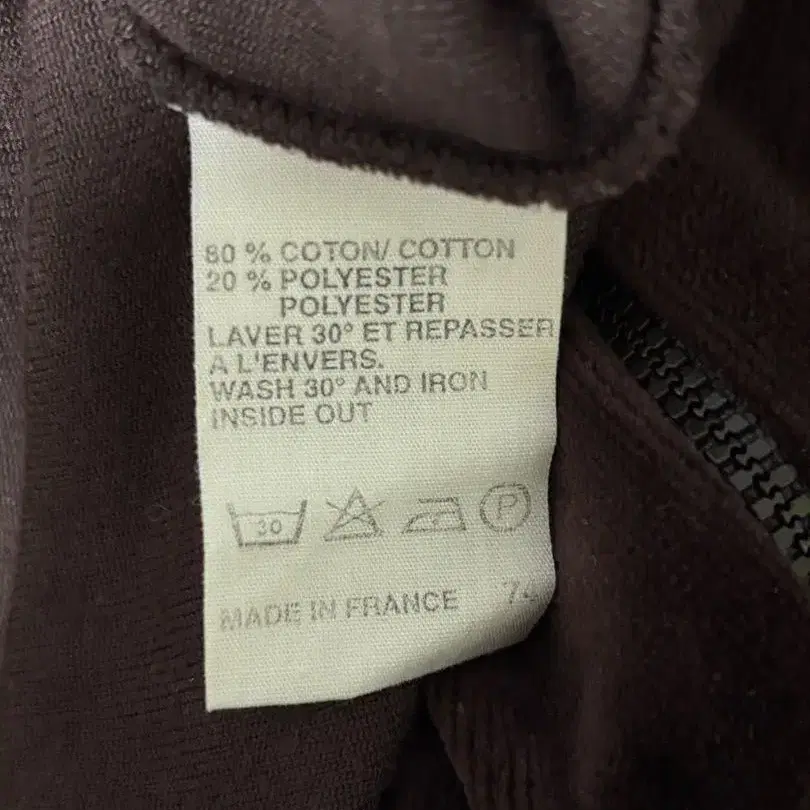 80 % COTON/ COTTON
20 % POLYESTER
POLYESTER
LAVER 30° ET REPASSER
A L'ENVERS.
WASH 30° AND IRON
INSIDE OUT
30 P
MADE IN FRANCE